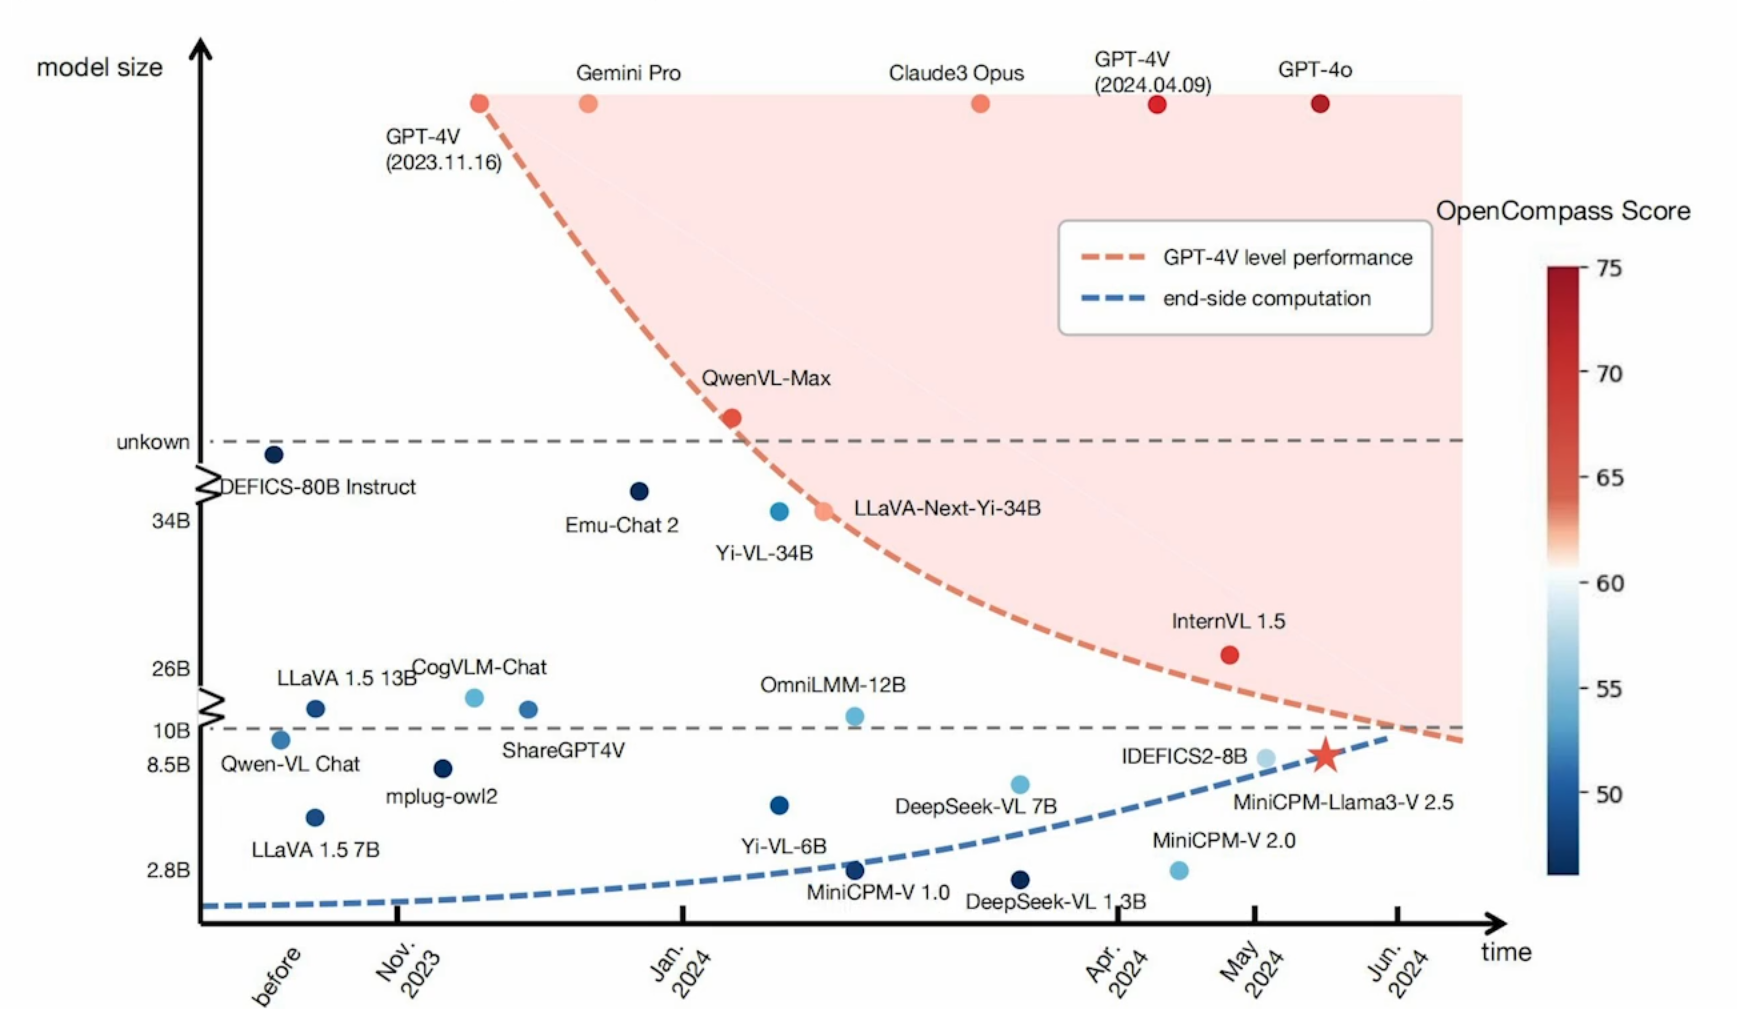 model size
Gemini Pro
Claude3 Opus
GPT-4V
(2024.04.09)
GPT-4o
GPT-4V
(2023.11.16)
OpenCompass Score
GPT-4V level performance
end-side computation
75
70
65
60
55
50
QwenVL-Max
unkown
DEFICS-80B Instruct
Emu-Chat 2
34B
LLaVA-Next-Yi-34B
Yi-VL-34B
InternVL 1.5
26B
LLaVA 1.5 13B
CogVLM-Chat
OmniLMM-12B
10B
ShareGPT4V
8.5B
Qwen-VL Chat
IDEFICS2-8B
mplug-owl2
DeepSeek-VL 7B
MiniCPM-Llama3-V 2.5
LLaVA 1.5 7B
Yi-VL-6B
MiniCPM-V 2.0
2.8B
MiniCPM-V 1.0
DeepSeek-VL 1.3B
before
Nov.
2023
Jan.
2024
Apr.
2024
May
2024
Jun.
2024
time